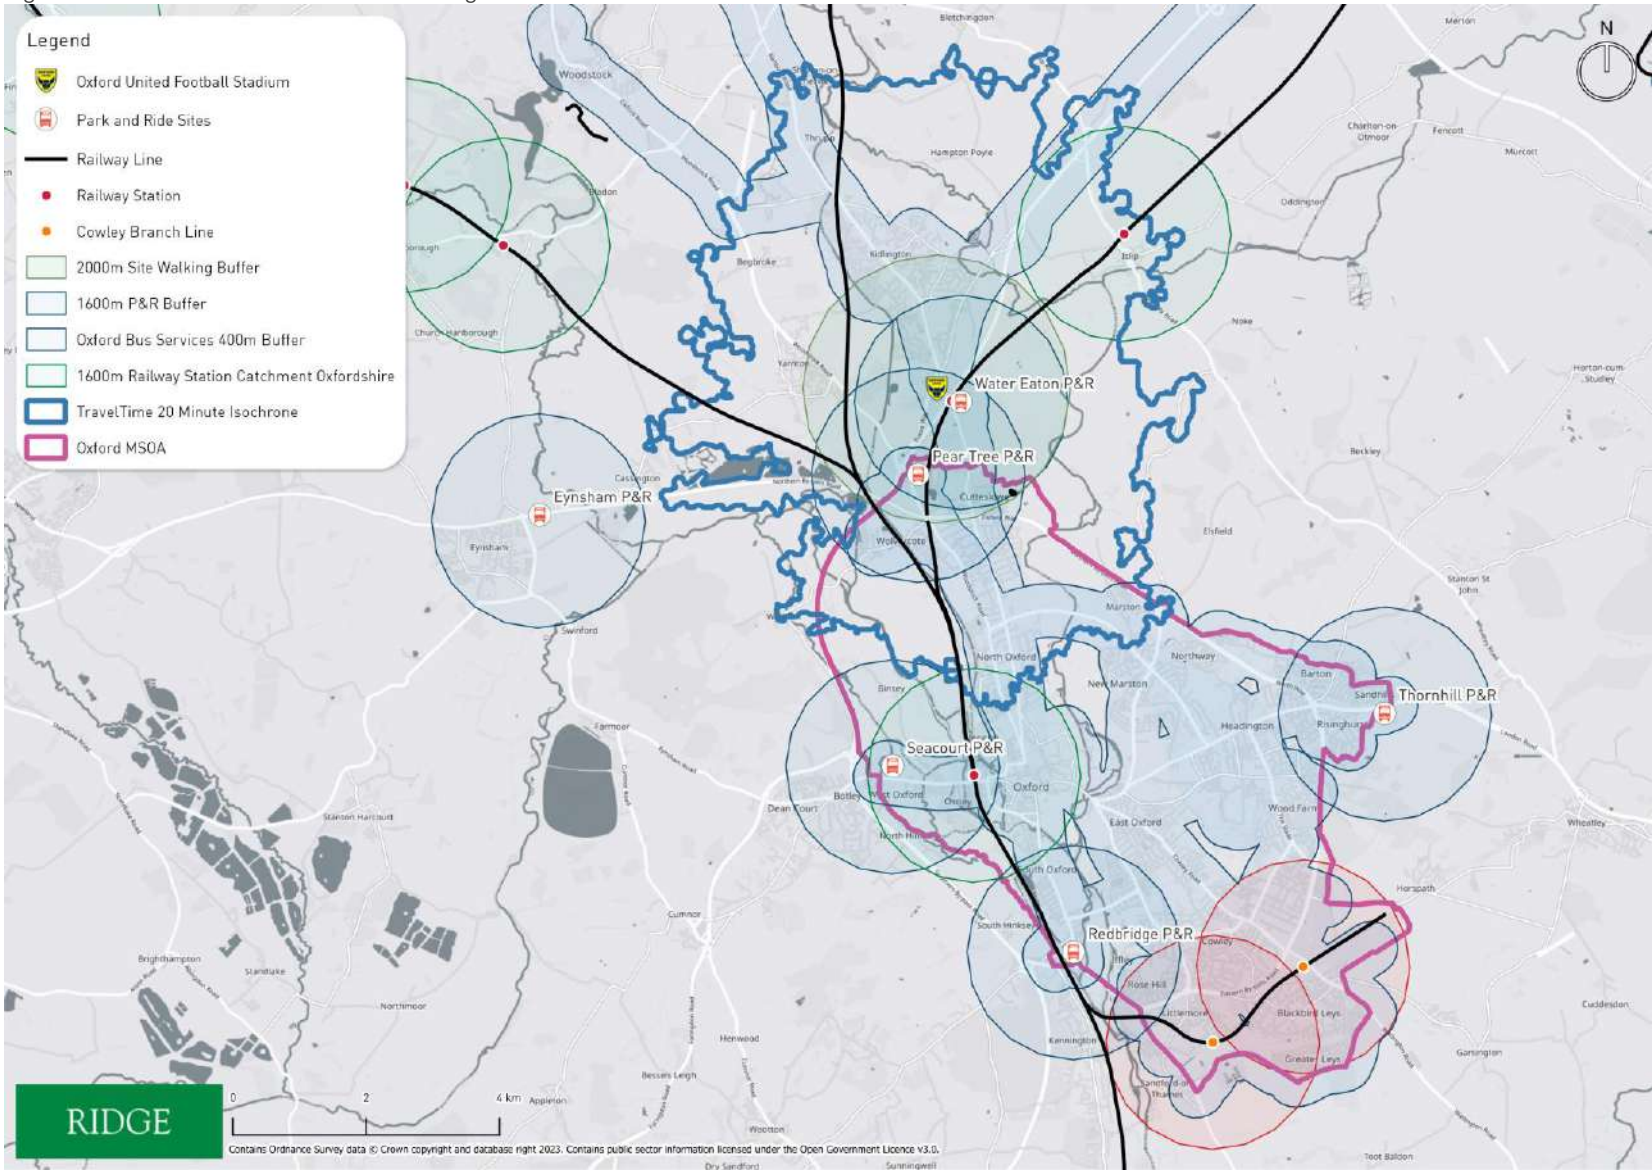 Legend
Oxford United Football Stadium
Park and Ride Sites
Railway Line
Railway Station
Cowley Branch Line
2000m Site Walking Buffer
1600m P&R Buffer
Oxford Bus Services 400m Buffer
1600m Railway Station Catchment Oxfordshire
TravelTime 20 Minute Isochrone
Oxford MSOA
N
Bletchingdon
Merton
Woodstock
Thrupp
Hampton Poyle
Charlton-on-
Otmoor
Fencott
Murcott
Bladon
Oddington
Kidlington
Begbroke
Islip
Noke
Church Hanborough
Yarnton
Horton-cum-
Studley
Water Eaton P&R
Pear Tree P&R
Beckley
Cassington
Eynsham P&R
Cutteslowe
Eynsham
Wolvercote
Elsfield
Stanton St
John
Marston
Swinford
North Oxford
Northway
Binsey
New Marston
Barton
Thornhill P&R
Headington
Risinghurst
Farmoor
Seacourt P&R
Oxford
Dean Court
Botley
West Oxford
Osney
Stanton Harcourt
East Oxford
Wood Farm
Wheatley
North Hinksey
South Oxford
Horspath
Cumnor
South Hinksey
Redbridge P&R
Cowley
Iffley
Brighthampton
Standlake
Rose Hill
Northmoor
Littlemore
Blackbird Leys
Cuddesdon
Henwood
Kennington
Greater Leys
Garsington
Bessels Leigh
Sandford-on-
Thames
RIDGE
0 2 4 km
Appleton
Wootton
Contains Ordnance Survey data © Crown copyright and database right 2023. Contains public sector information licensed under the Open Government Licence v3.0.
Dry Sandford
Sunningwell
Toot Baldon